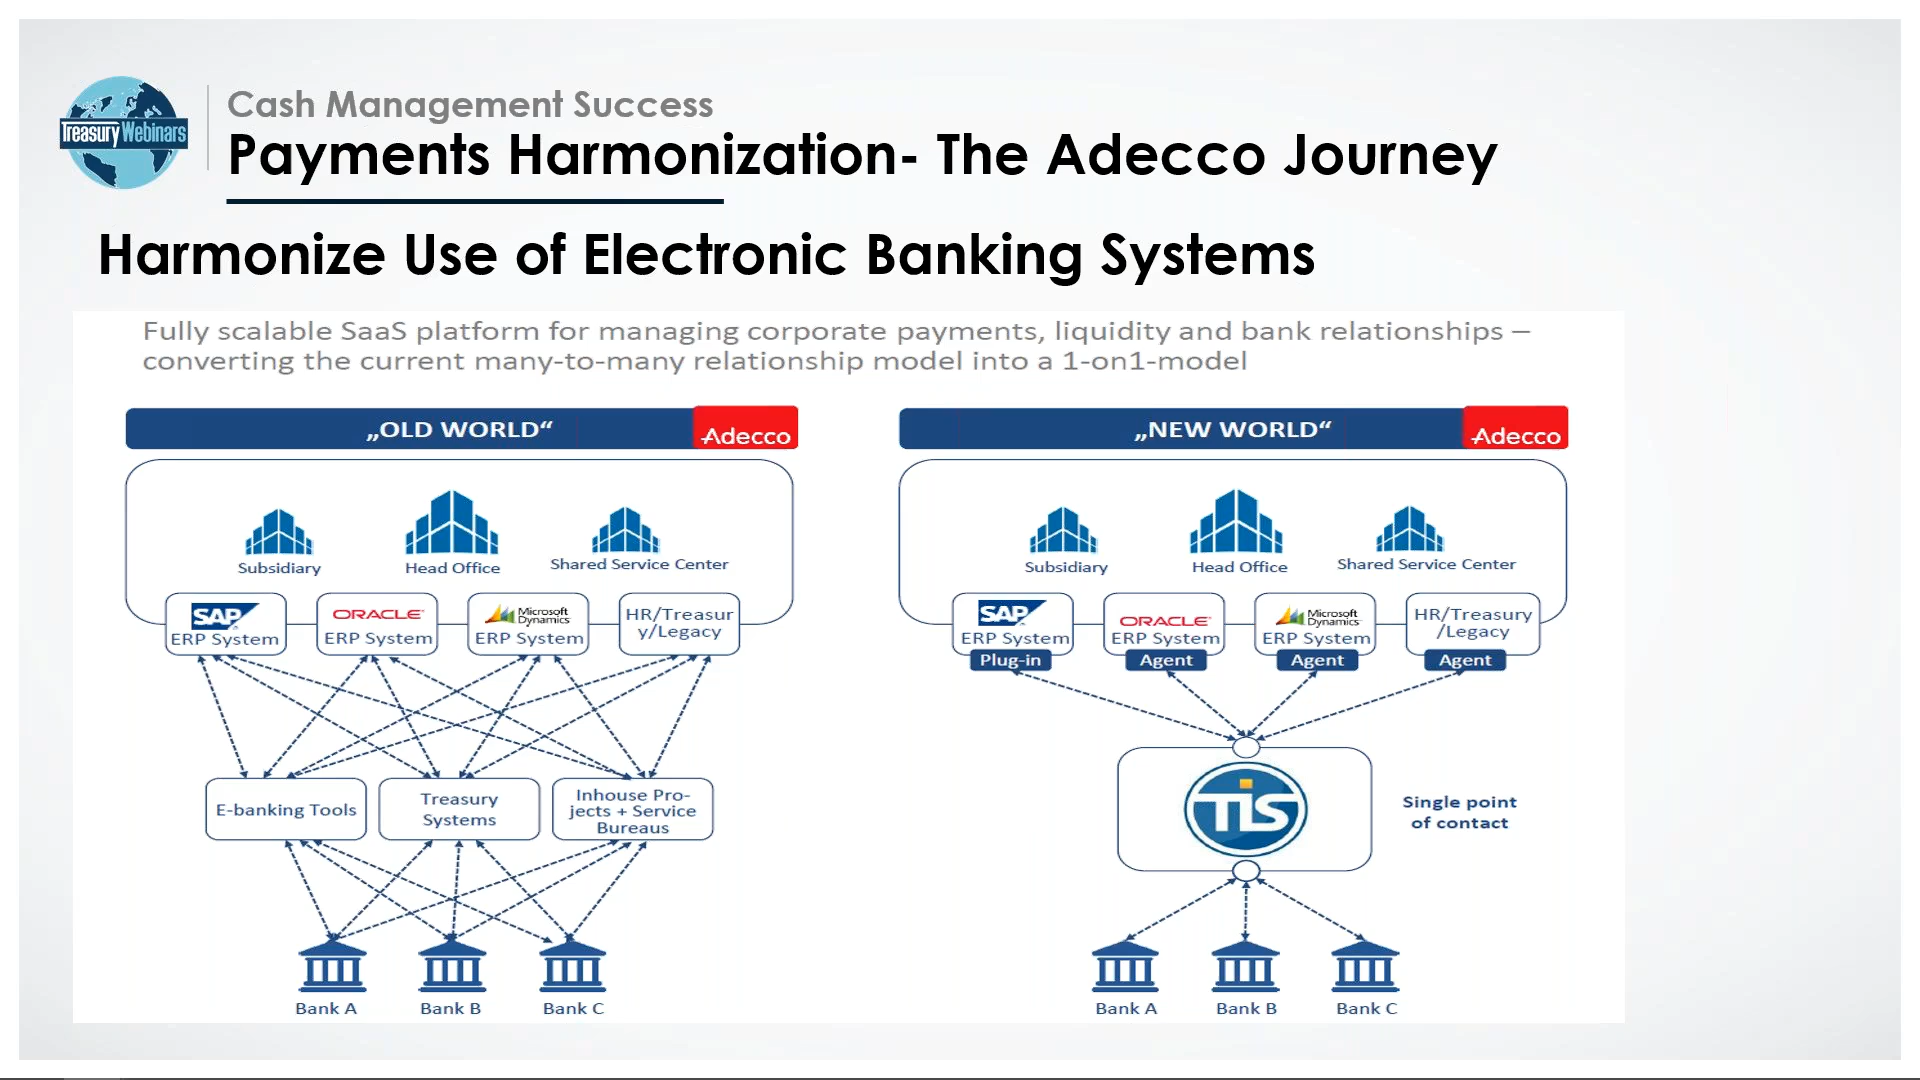 Treasury Webinars
Cash Management Success
Payments Harmonization- The Adecco Journey
Harmonize Use of Electronic Banking Systems
Fully scalable SaaS platform for managing corporate payments, liquidity and bank relationships –
converting the current many-to-many relationship model into a 1-on1-model
„OLD WORLD“
Adecco
Subsidiary
Head Office
Shared Service Center
SAP
ERP System
ORACLE
ERP System
Microsoft
Dynamics
ERP System
HR/Treasur
y/Legacy
E-banking Tools
Treasury
Systems
Inhouse Pro-
jects + Service
Bureaus
Bank A
Bank B
Bank C
„NEW WORLD“
Adecco
Subsidiary
Head Office
Shared Service Center
SAP
ERP System
Plug-in
ORACLE
ERP System
Agent
Microsoft
Dynamics
ERP System
Agent
HR/Treasury
/Legacy
Agent
TIS
Single point
of contact
Bank A
Bank B
Bank C